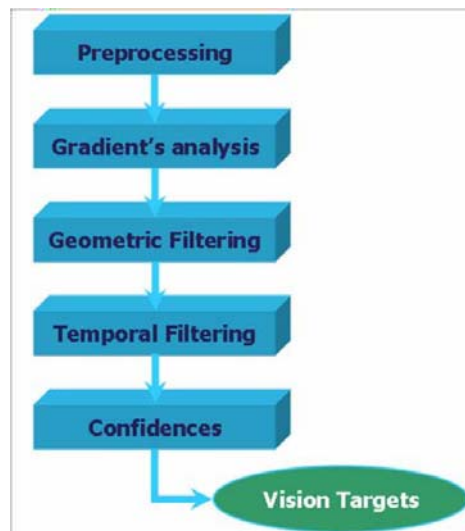 Preprocessing
Gradient's analysis
Geometric Filtering
Temporal Filtering
Confidences
Vision Targets